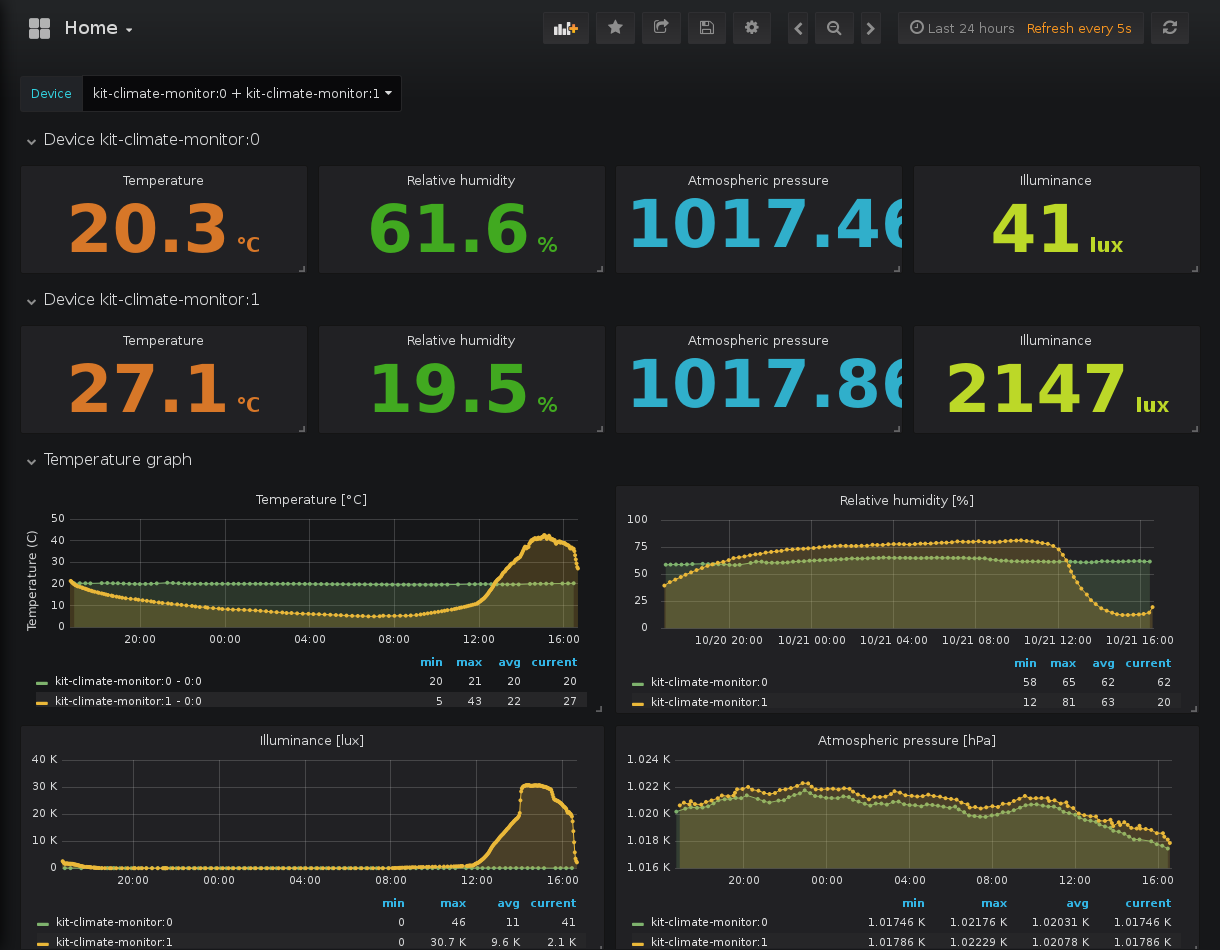 Home
Last 24 hours Refresh every 5s
Device kit-climate-monitor:0 + kit-climate-monitor:1
Device kit-climate-monitor:0
Temperature Relative humidity Atmospheric pressure Illuminance
20.3 °C 61.6 % 1017.46 41 lux
Device kit-climate-monitor:1
Temperature Relative humidity Atmospheric pressure Illuminance
27.1 °C 19.5 % 1017.86 2147 lux
Temperature graph
Temperature [°C]
Temperature (C)
50
40
30
20
10
0
20:00 00:00 04:00 08:00 12:00 16:00
min max avg current
kit-climate-monitor:0 - 0:0 20 21 20 20
kit-climate-monitor:1 - 0:0 5 43 22 27
Relative humidity [%]
100
75
50
25
0
10/20 20:00 10/21 00:00 10/21 04:00 10/21 08:00 10/21 12:00 10/21 16:00
min max avg current
kit-climate-monitor:0 58 65 62 62
kit-climate-monitor:1 12 81 63 20
Illuminance [lux]
40 K
30 K
20 K
10 K
0
20:00 00:00 04:00 08:00 12:00 16:00
min max avg current
kit-climate-monitor:0 0 46 11 41
kit-climate-monitor:1 0 30.7 K 9.6 K 2.1 K
Atmospheric pressure [hPa]
1.024 K
1.022 K
1.020 K
1.018 K
1.016 K
20:00 00:00 04:00 08:00 12:00 16:00
min max avg current
kit-climate-monitor:0 1.01746 K 1.02176 K 1.02031 K 1.01746 K
kit-climate-monitor:1 1.01786 K 1.02229 K 1.02078 K 1.01786 K